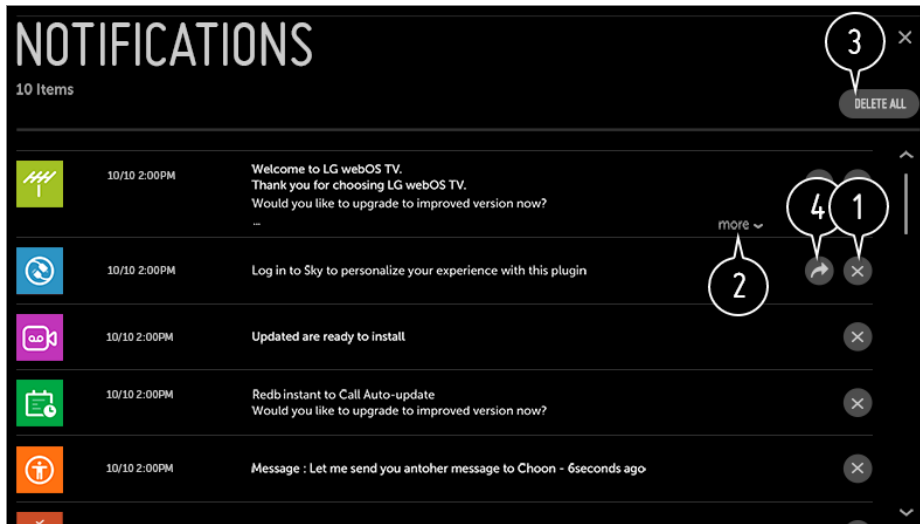 NOTIFICATIONS
10 Items
3
DELETE ALL
10/10 2:00PM
Welcome to LG webOS TV.
Thank you for choosing LG webOS TV.
Would you like to upgrade to improved version now?
...
more
4
1
10/10 2:00PM
Log in to Sky to personalize your experience with this plugin
2
10/10 2:00PM
Updated are ready to install
10/10 2:00PM
Redb instant to Call Auto-update
Would you like to upgrade to improved version now?
10/10 2:00PM
Message : Let me send you antoher message to Choon - 6seconds ago